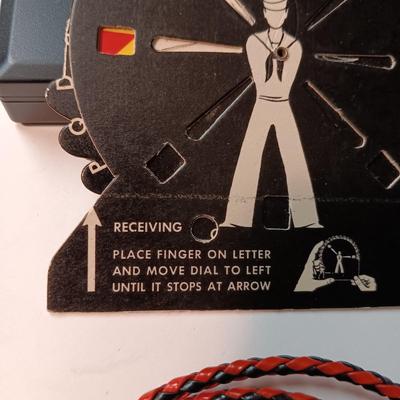 P
O
RECEIVING
PLACE FINGER ON LETTER
AND MOVE DIAL TO LEFT
UNTIL IT STOPS AT ARROW